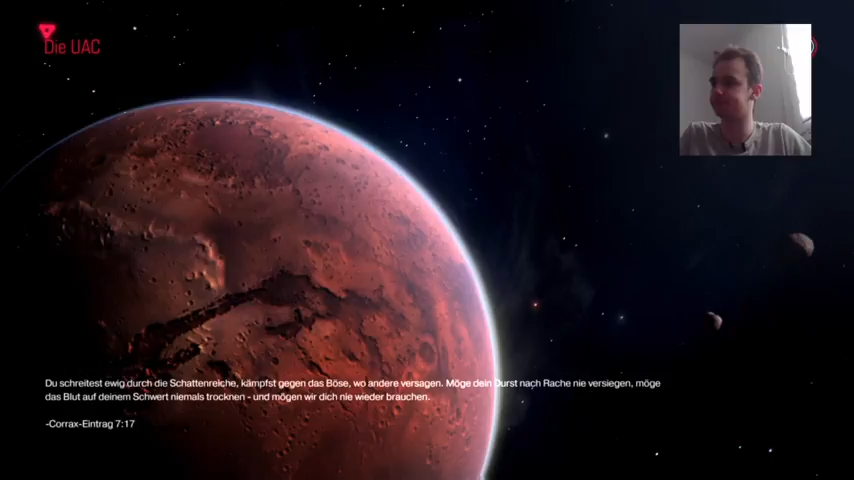 Die UAC
Du schreitest ewig durch die Schattenreiche, kämpfst gegen das Böse, wo andere versagen. Möge dein Durst nach Rache nie versiegen, möge
das Blut auf deinem Schwert niemals trocknen - und mögen wir dich nie wieder brauchen.
-Corrax-Eintrag 7:17